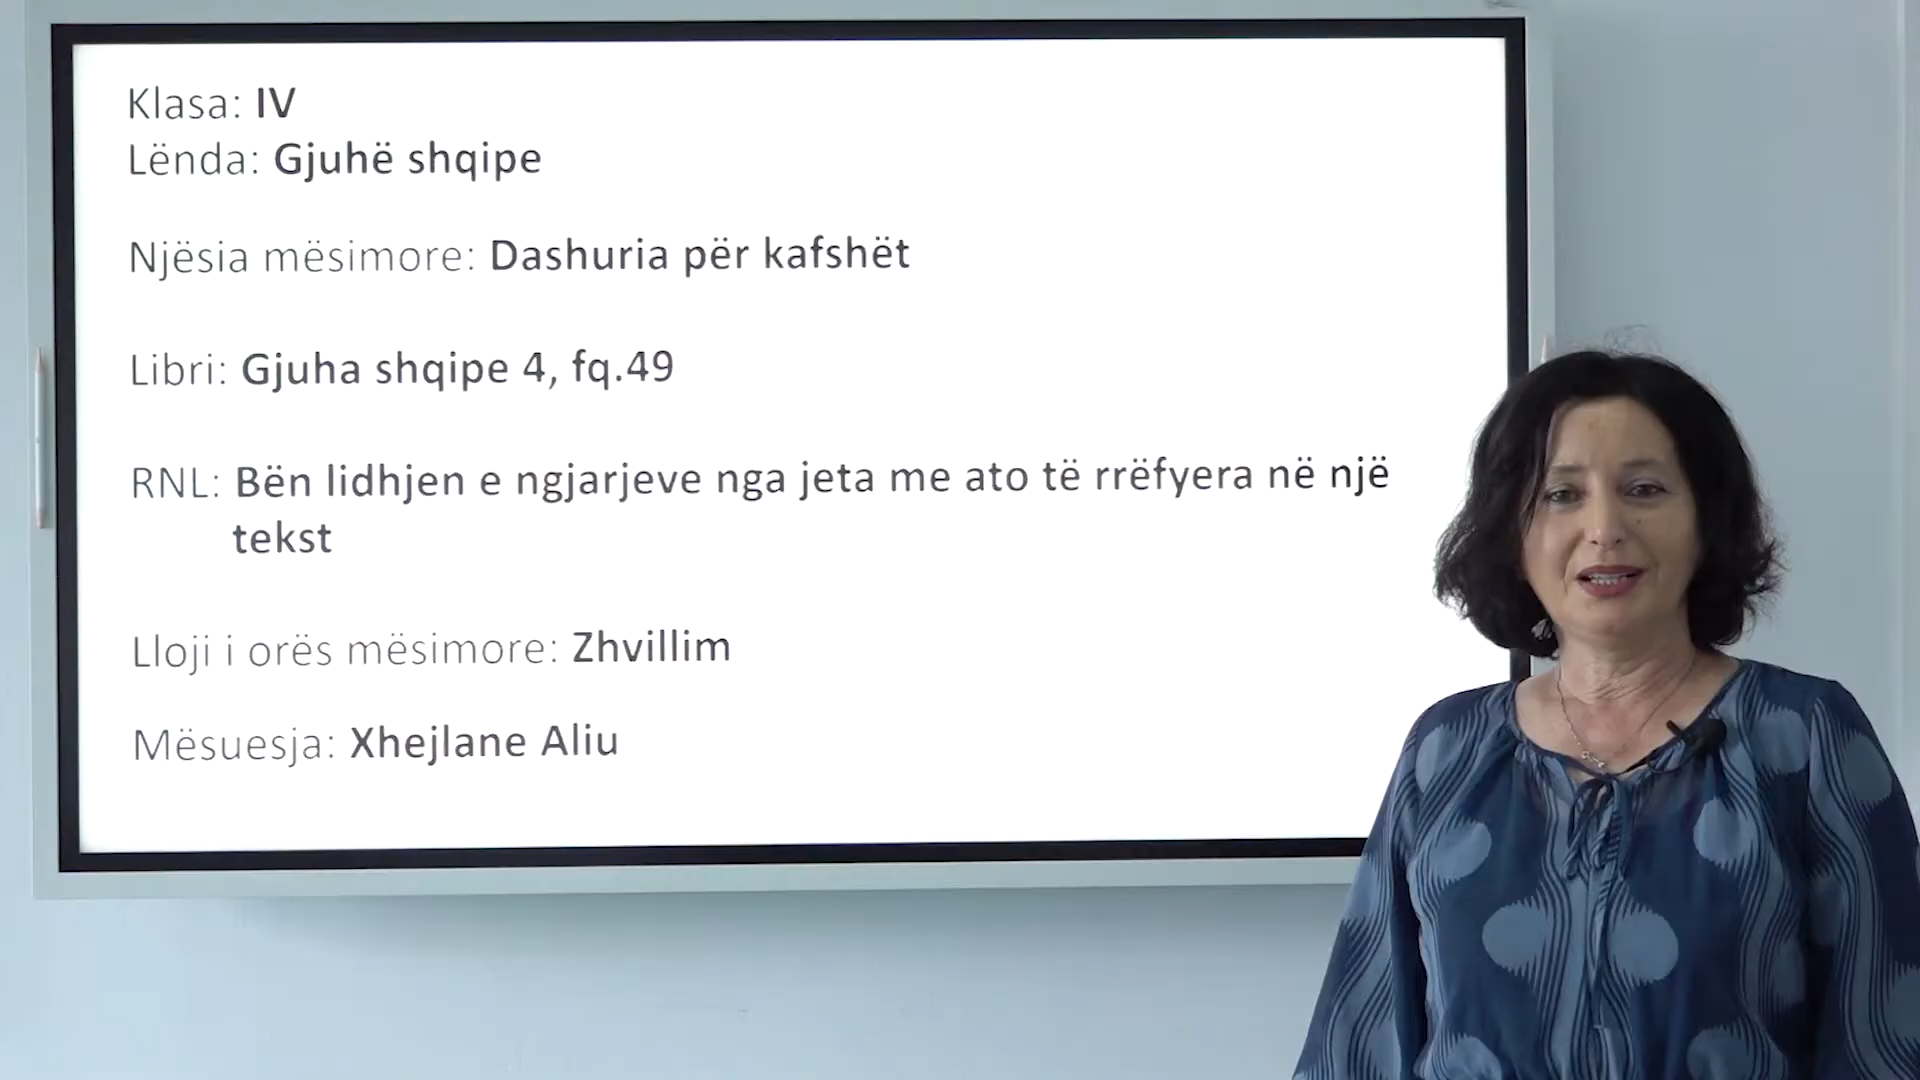 Klasa: IV
Lënda: Gjuhë shqipe
Njësia mësimore: Dashuria për kafshët
Libri: Gjuha shqipe 4, fq.49
RNL: Bën lidhjen e ngjarjeve nga jeta me ato të rrëfyera në një
tekst
Lloji i orës mësimore: Zhvillim
Mësuesja: Xhejlane Aliu